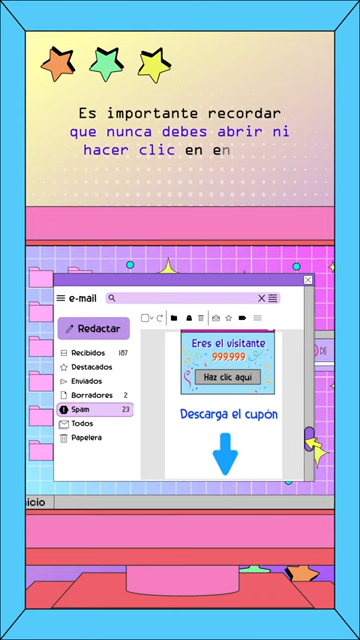 Es importante recordar
que nunca debes abrir ni
hacer clic en en
e-mail
Redactar
Recibidos 187
Destacados
Enviados
Borradores 2
Spam 23
Todos
Papelera
Eres el visitante
999,999
Haz clic aquí
Descarga el cupón
icio